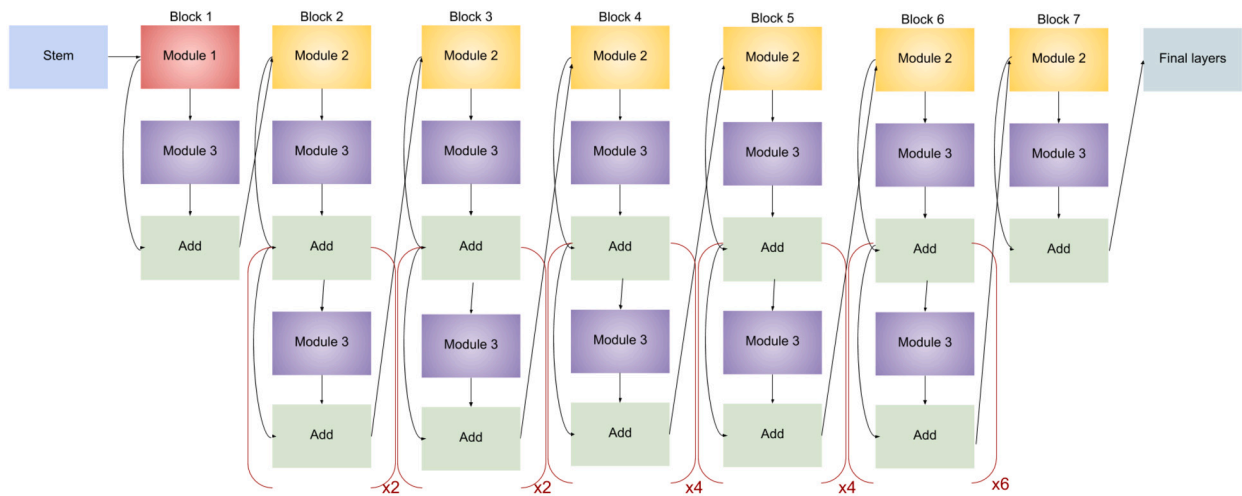 Block 1
Block 2
Block 3
Block 4
Block 5
Block 6
Block 7
Stem
Module 1
Module 2
Module 2
Module 2
Module 2
Module 2
Module 2
Final layers
Module 3
Module 3
Module 3
Module 3
Module 3
Module 3
Module 3
Add
Add
Add
Add
Add
Add
Add
Module 3
Module 3
Module 3
Module 3
Module 3
Add
Add
Add
Add
Add
x2
x2
x4
x4
x6